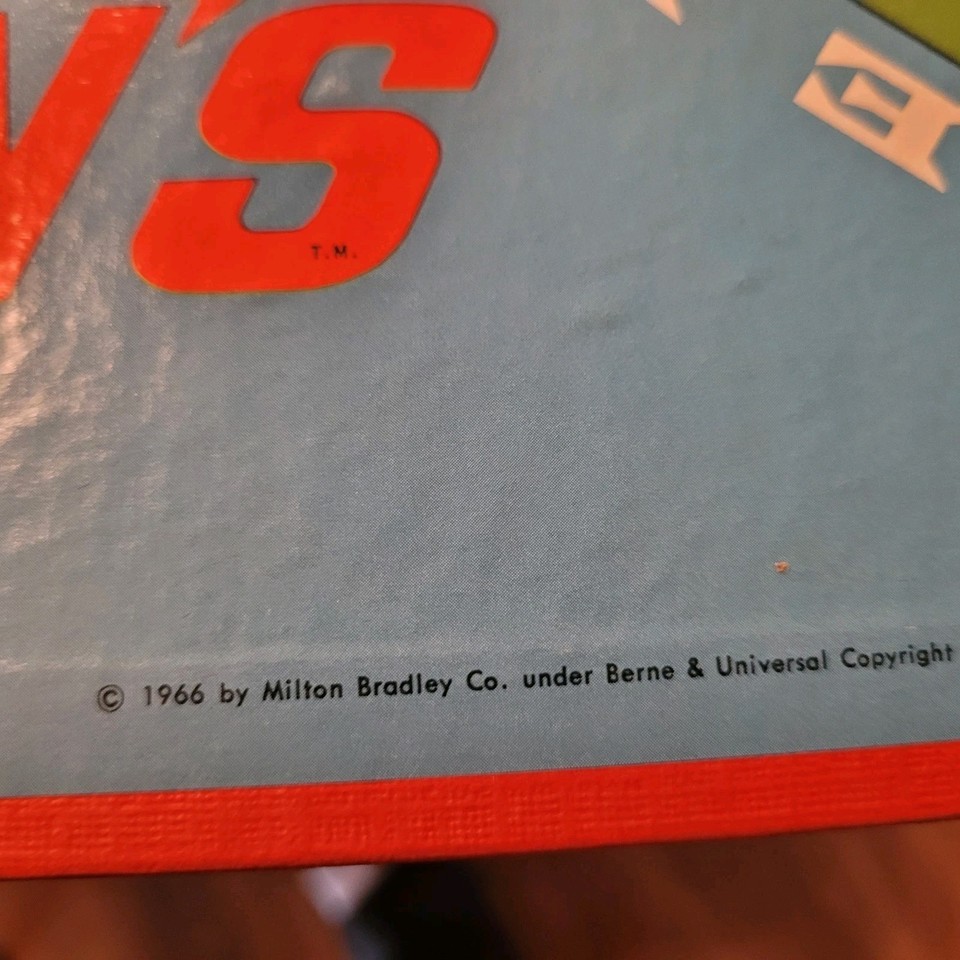 'S
T.M.
E
© 1966 by Milton Bradley Co. under Berne & Universal Copyright